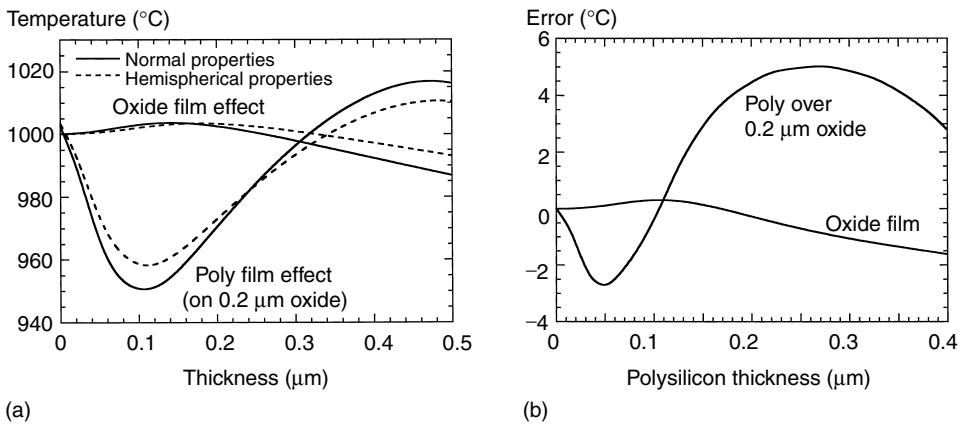 Temperature (°C)
1020
1000
980
960
940
Normal properties
Hemispherical properties
Oxide film effect
Poly film effect
(on 0.2 μm oxide)
0 0.1 0.2 0.3 0.4 0.5
Thickness (μm)
(a)
Error (°C)
6
4
2
0
−2
−4
Poly over
0.2 μm oxide
Oxide film
0 0.1 0.2 0.3 0.4
Polysilicon thickness (μm)
(b)